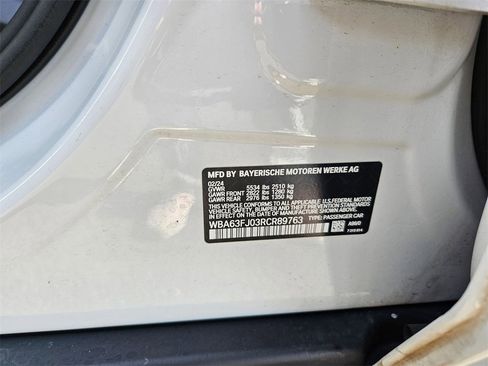 MFD BY BAYERISCHE MOTOREN WERKE AG
02/24
GVWR 5534 lbs 2510 kg
GAWR FRONT 2822 lbs 1280 kg
GAWR REAR 2976 lbs 1350 kg
THIS VEHICLE CONFORMS TO ALL APPLICABLE U.S. FEDERAL MOTOR
VEHICLE SAFETY, BUMPER, AND THEFT PREVENTION STANDARDS
IN EFFECT ON THE DATE OF MANUFACTURE SHOWN ABOVE.
WBA63FJ03RCR89763 TYPE: PASSENGER CAR